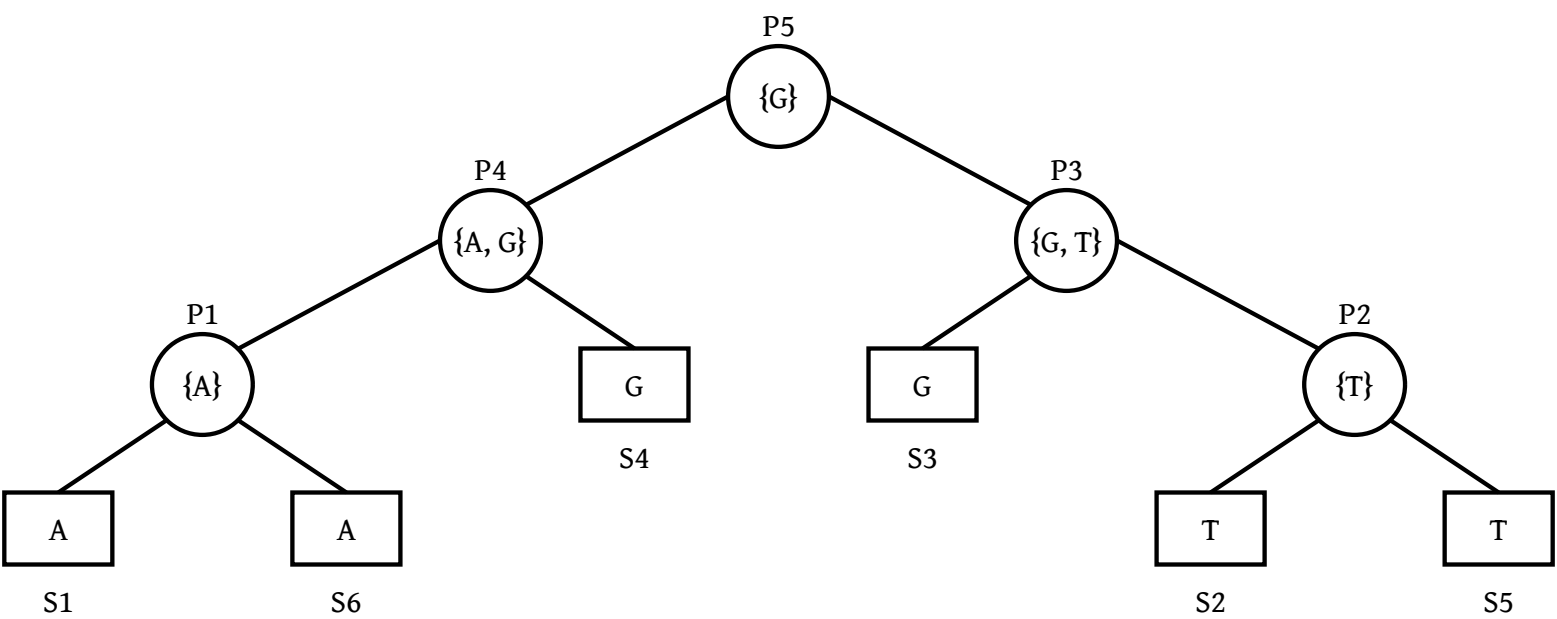 P5
{G}
P4
P3
{A, G}
{G, T}
P1
P2
{A}
G
G
{T}
S4
S3
A
A
T
T
S1
S6
S2
S5